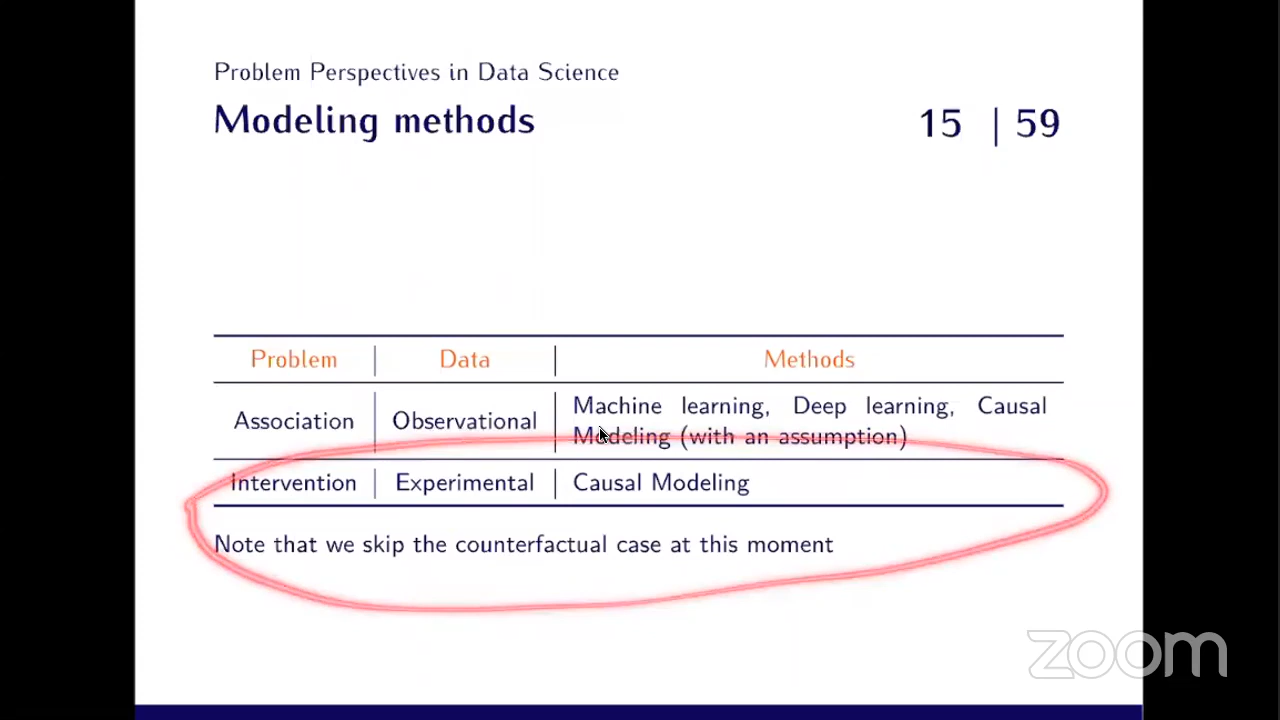 Problem Perspectives in Data Science
Modeling methods
15 | 59
Problem Data Methods
Association Observational Machine learning, Deep learning, Causal
Modeling (with an assumption)
Intervention Experimental Causal Modeling
Note that we skip the counterfactual case at this moment
zoom